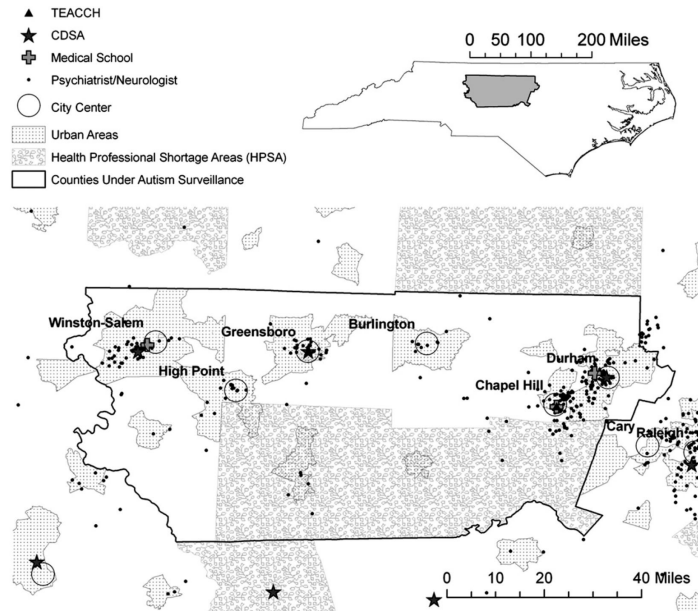 TEACCH
CDSA
Medical School
Psychiatrist/Neurologist
City Center
Urban Areas
Health Professional Shortage Areas (HPSA)
Counties Under Autism Surveillance
0 50 100 200 Miles
Winston-Salem
Greensboro
Burlington
High Point
Durham
Chapel Hill
Cary
Raleigh
0 10 20 40 Miles